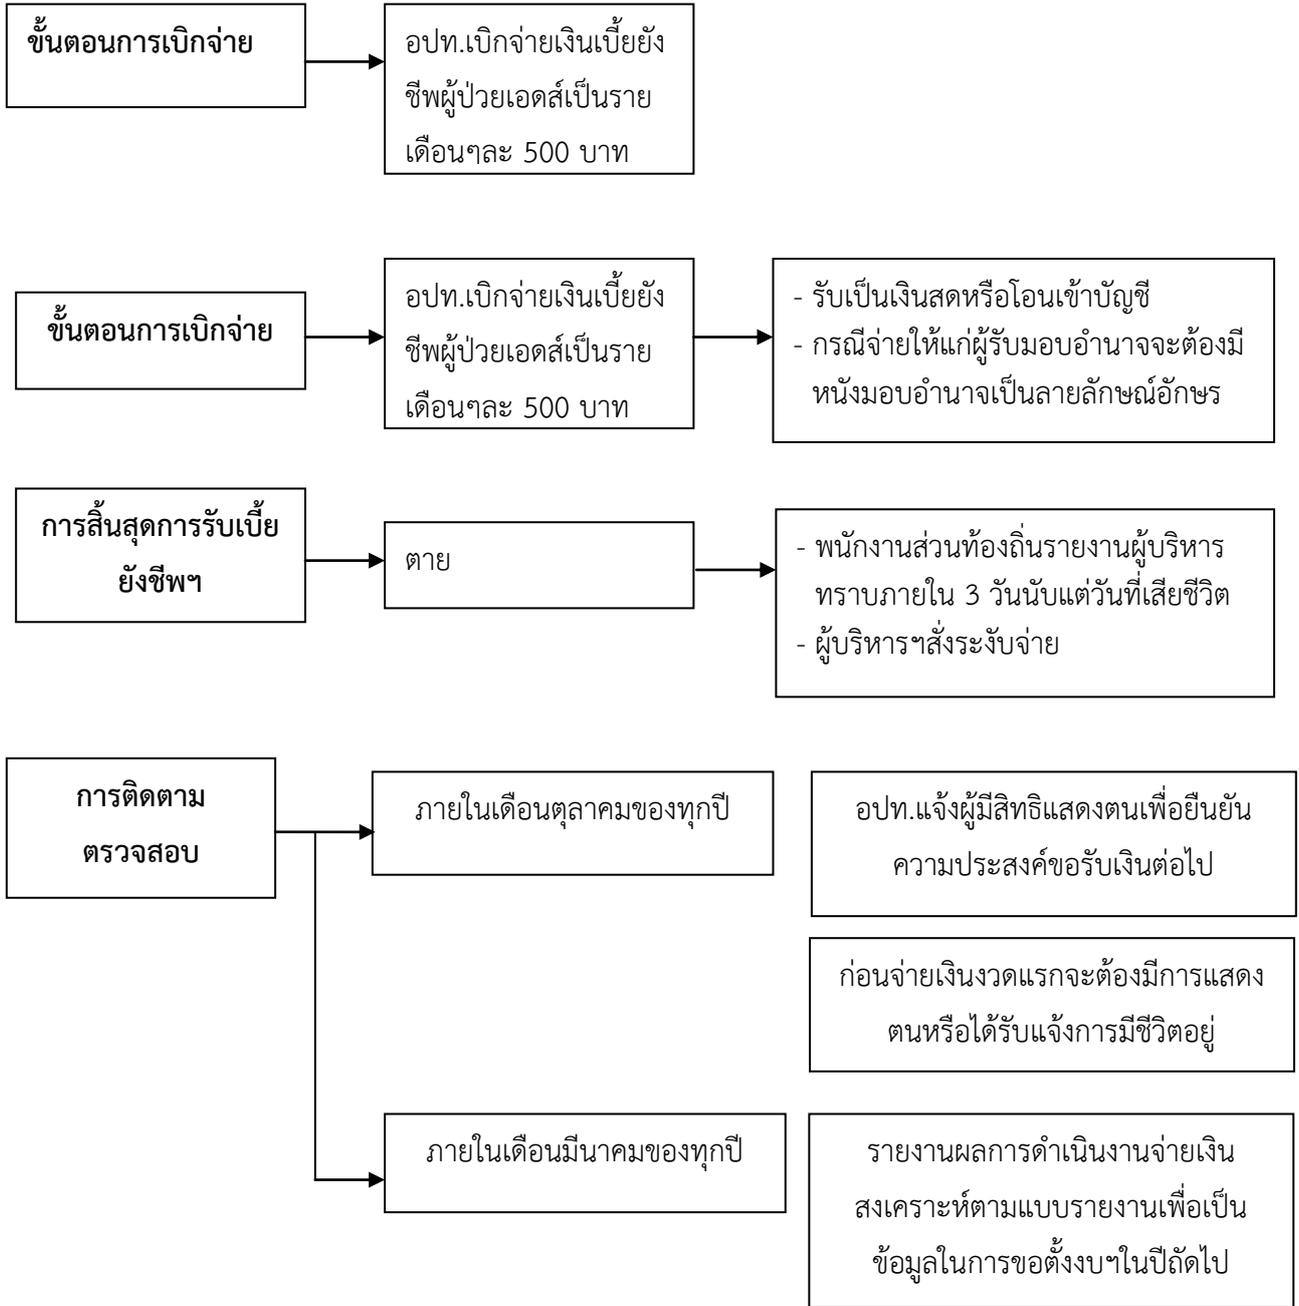 ขั้นตอนการเบิกจ่าย
อปท.เบิกจ่ายเงินเบี้ยยัง
ชีพผู้ป่วยเอดส์เป็นราย
เดือนๆละ 500 บาท
ขั้นตอนการเบิกจ่าย
อปท.เบิกจ่ายเงินเบี้ยยัง
ชีพผู้ป่วยเอดส์เป็นราย
เดือนๆละ 500 บาท
- รับเป็นเงินสดหรือโอนเข้าบัญชี
- กรณีจ่ายให้แก่ผู้รับมอบอำนาจจะต้องมี
หนังมอบอำนาจเป็นลายลักษณ์อักษร
การสิ้นสุดการรับเบี้ย
ยังชีพฯ
ตาย
- พนักงานส่วนท้องถิ่นรายงานผู้บริหาร
ทราบภายใน 3 วันนับแต่วันที่เสียชีวิต
- ผู้บริหารฯสั่งระงับจ่าย
การติดตาม
ตรวจสอบ
ภายในเดือนตุลาคมของทุกปี
อปท.แจ้งผู้มีสิทธิแสดงตนเพื่อยืนยัน
ความประสงค์ขอรับเงินต่อไป
ก่อนจ่ายเงินงวดแรกจะต้องมีการแสดง
ตนหรือได้รับแจ้งการมีชีวิตอยู่
ภายในเดือนมีนาคมของทุกปี
รายงานผลการดำเนินงานจ่ายเงิน
สงเคราะห์ตามแบบรายงานเพื่อเป็น
ข้อมูลในการขอตั้งงบฯในปีถัดไป